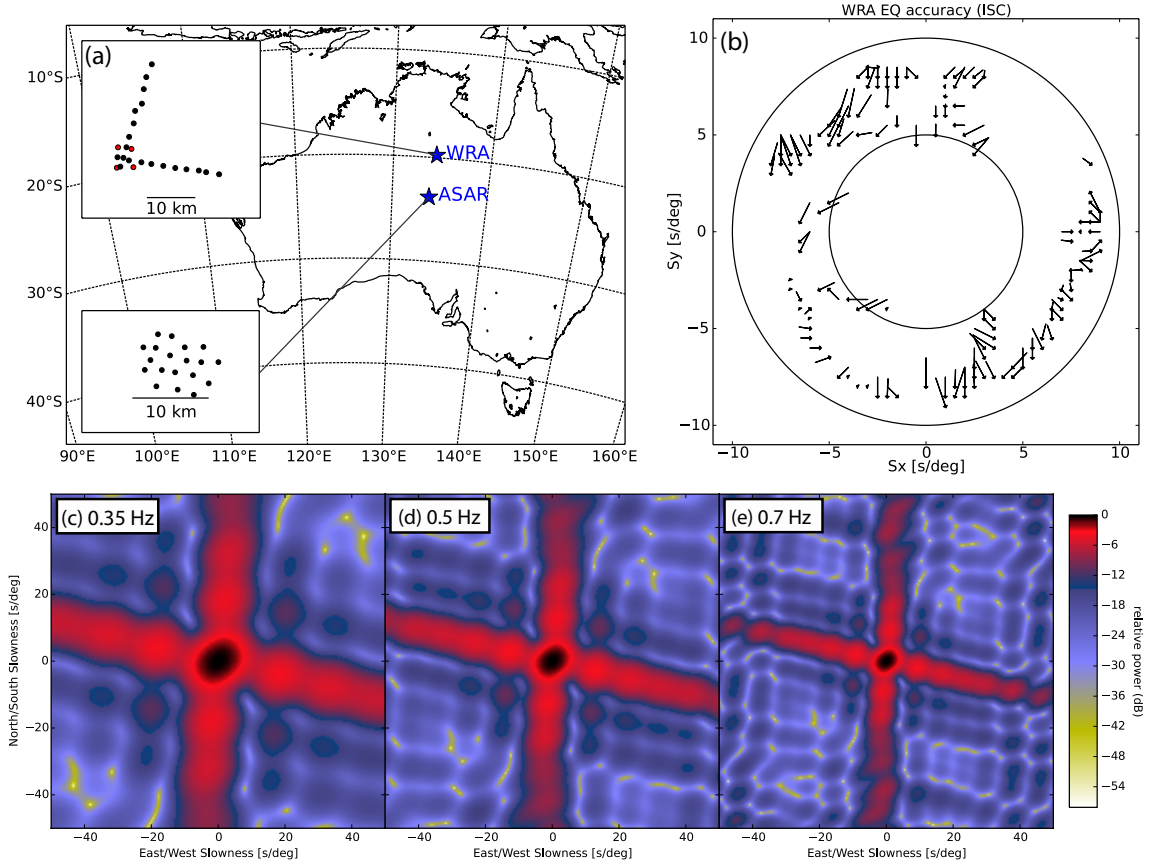 (a)
10°S
20°S
30°S
40°S
90°E
100°E
110°E
120°E
130°E
140°E
150°E
160°E
10 km
10 km
WRA
ASAR
WRA EQ accuracy (ISC)
(b)
10
5
0
−5
−10
Sy [s/deg]
−10
−5
0
5
10
Sx [s/deg]
(c) 0.35 Hz
(d) 0.5 Hz
(e) 0.7 Hz
North/South Slowness [s/deg]
40
20
0
−20
−40
−40
−20
0
20
40
East/West Slowness [s/deg]
−40
−20
0
20
40
East/West Slowness [s/deg]
−40
−20
0
20
40
East/West Slowness [s/deg]
0
−6
−12
−18
−24
−30
−36
−42
−48
−54
relative power (dB)